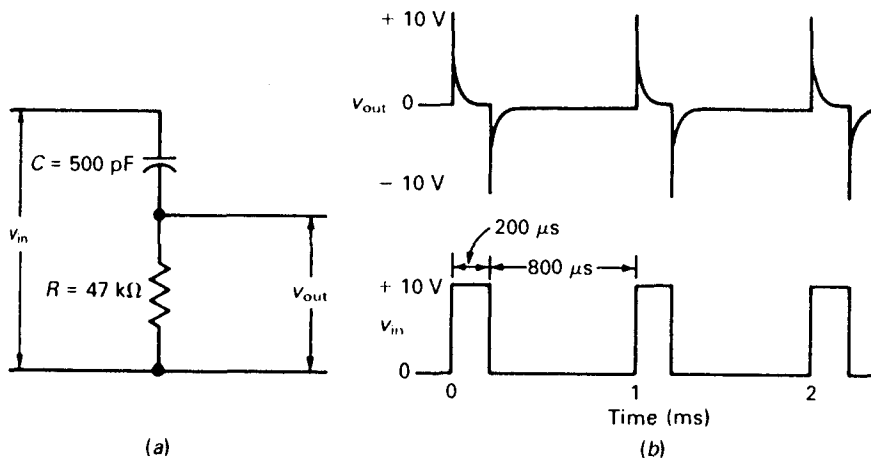 C = 500 pF
v_in
R = 47 kΩ
v_out
(a)
+ 10 V
v_out 0
− 10 V
200 μs
800 μs
+ 10 V
v_in
0
0 1 2
Time (ms)
(b)